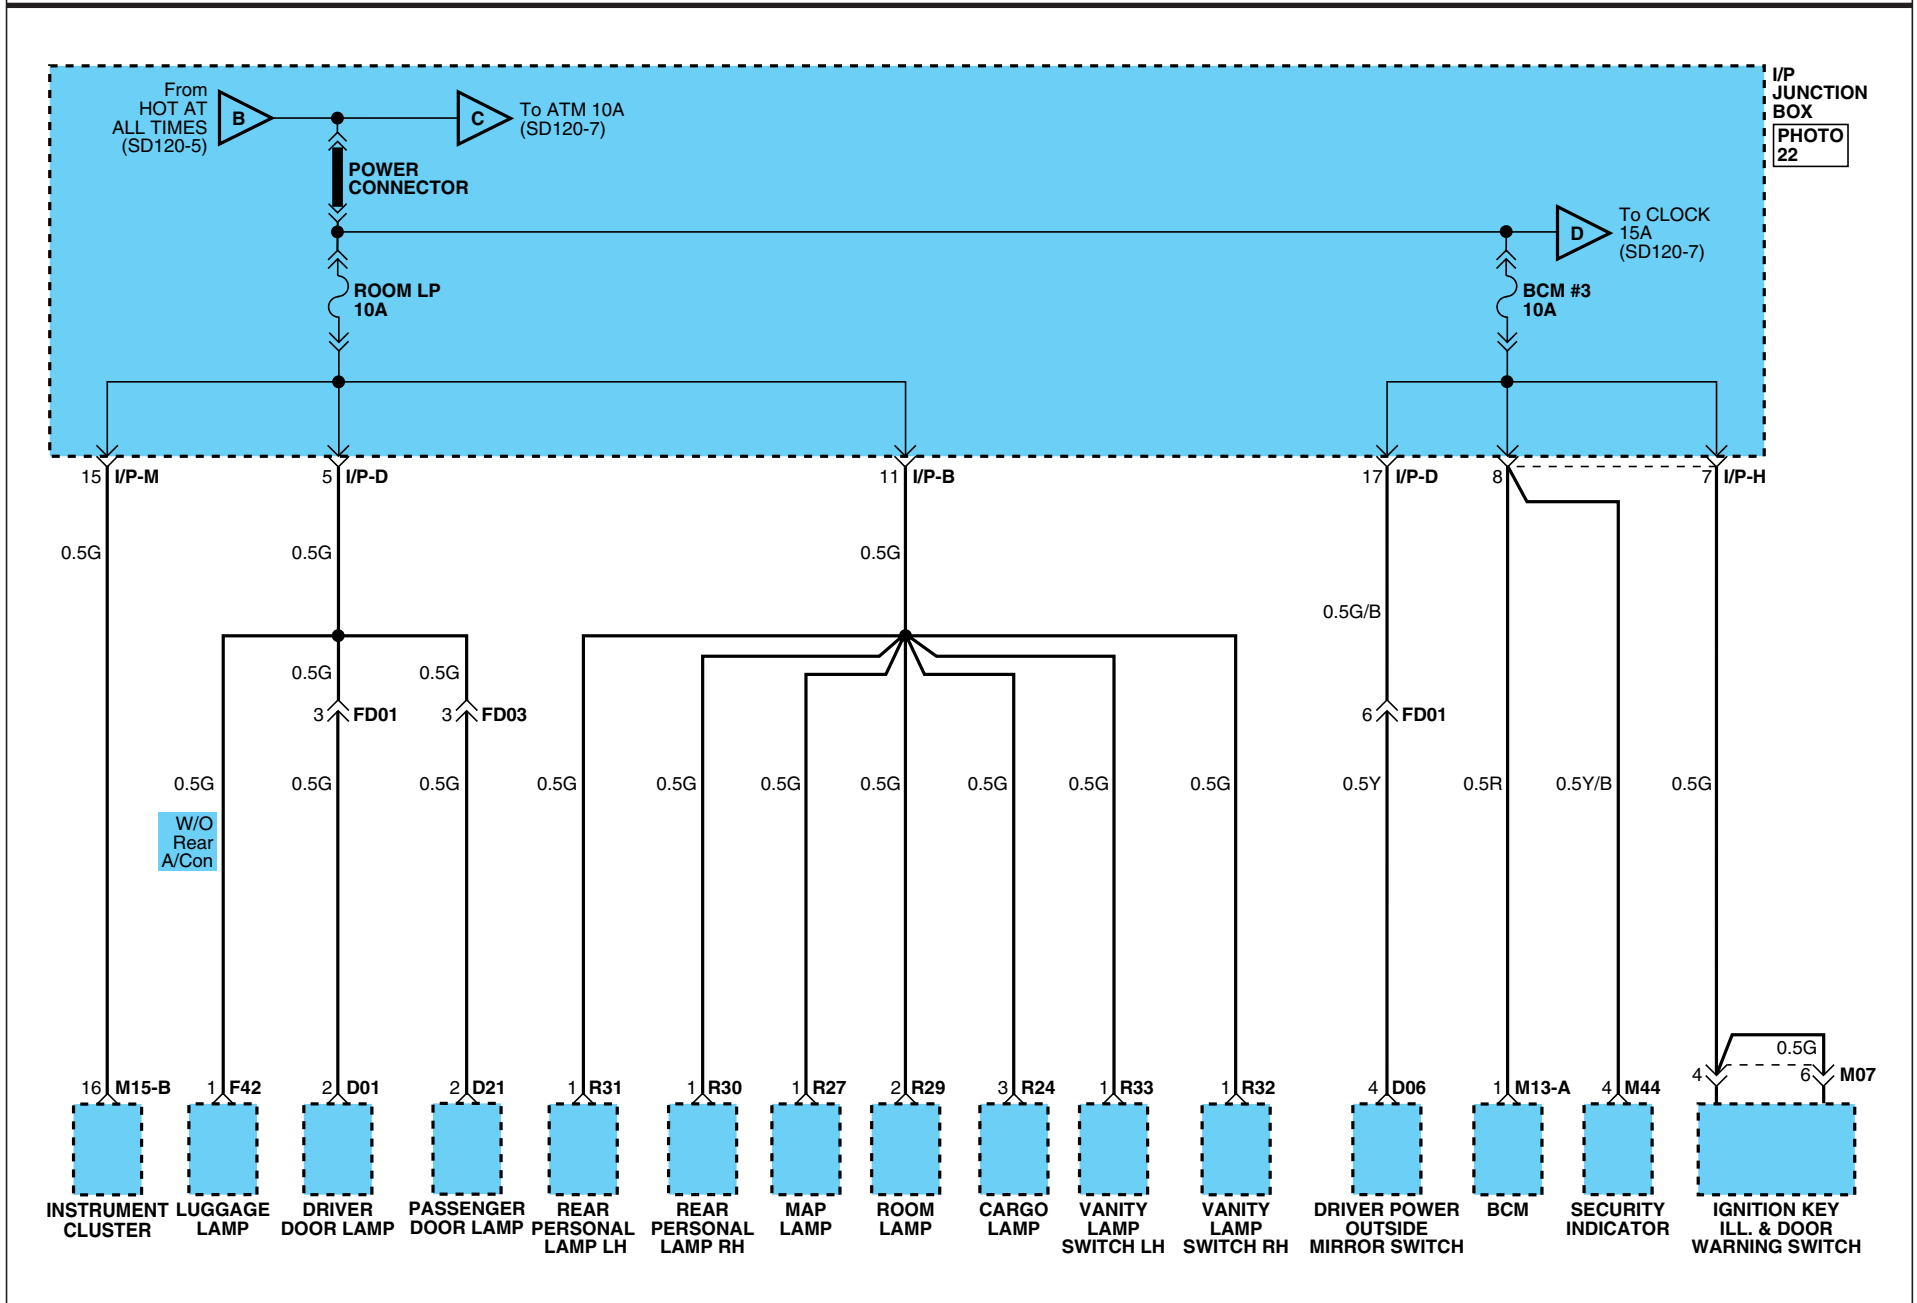 From
HOT AT
ALL TIMES
(SD120-5)
B
C
To ATM 10A
(SD120-7)
POWER
CONNECTOR
I/P
JUNCTION
BOX
PHOTO
22
D
To CLOCK
15A
(SD120-7)
ROOM LP
10A
BCM #3
10A
15 I/P-M
5 I/P-D
11 I/P-B
17 I/P-D
8
7 I/P-H
0.5G
0.5G
0.5G
0.5G/B
0.5G
0.5G
3 FD01
3 FD03
6 FD01
0.5G
0.5G
0.5G
0.5G
0.5G
0.5G
0.5G
0.5G
0.5G
0.5G
0.5Y
0.5R
0.5Y/B
0.5G
W/O
Rear
A/Con
0.5G
4
6 M07
16 M15-B
1 F42
2 D01
2 D21
1 R31
1 R30
1 R27
2 R29
3 R24
1 R33
1 R32
4 D06
1 M13-A
4 M44
INSTRUMENT
CLUSTER
LUGGAGE
LAMP
DRIVER
DOOR LAMP
PASSENGER
DOOR LAMP
REAR
PERSONAL
LAMP LH
REAR
PERSONAL
LAMP RH
MAP
LAMP
ROOM
LAMP
CARGO
LAMP
VANITY
LAMP
SWITCH LH
VANITY
LAMP
SWITCH RH
DRIVER POWER
OUTSIDE
MIRROR SWITCH
BCM
SECURITY
INDICATOR
IGNITION KEY
ILL. & DOOR
WARNING SWITCH